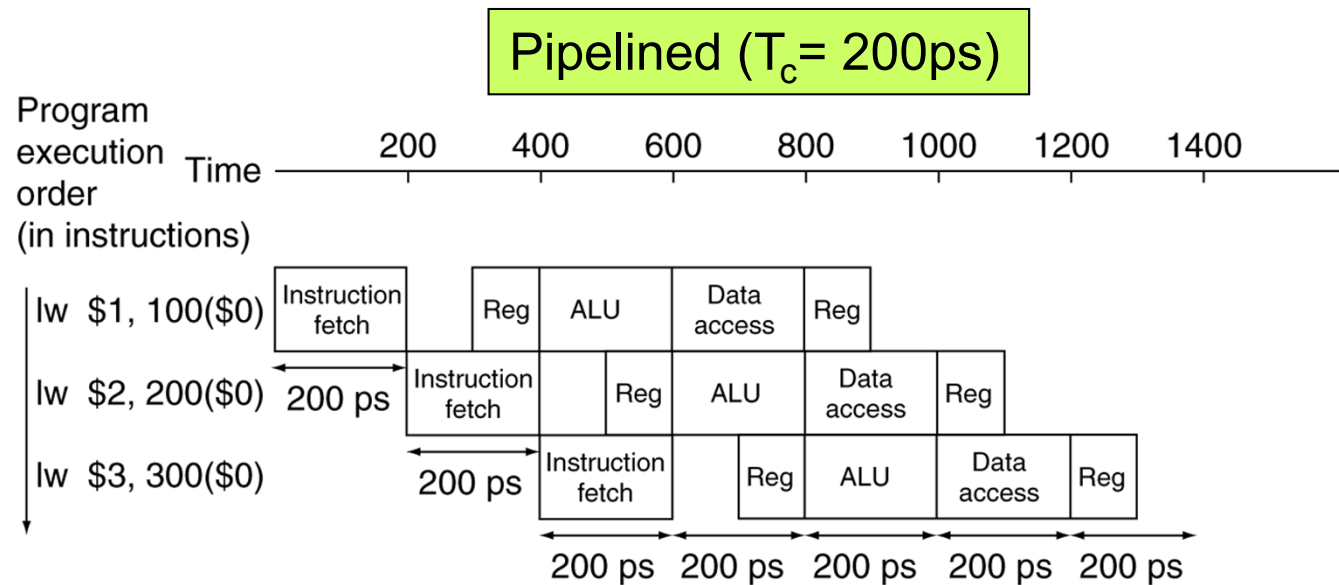 Pipelined (Tc= 200ps)
Program
execution
order
(in instructions)
Time
200 400 600 800 1000 1200 1400
lw $1, 100($0)
Instruction
fetch
Reg
ALU
Data
access
Reg
lw $2, 200($0)
200 ps
Instruction
fetch
Reg
ALU
Data
access
Reg
lw $3, 300($0)
200 ps
Instruction
fetch
Reg
ALU
Data
access
Reg
200 ps 200 ps 200 ps 200 ps 200 ps